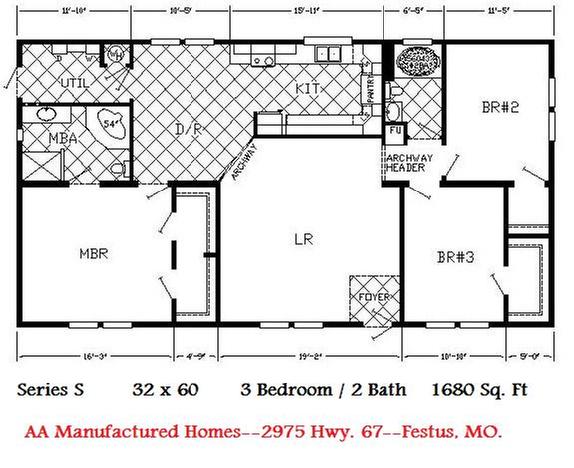 11'-10" 10'-5" 15'-11" 6'-5" 11'-5"
D W WH
UTIL
KIT
PANTRY
BR#2
54"
MBA
D/R
FU
ARCHWAY
ARCHWAY
HEADER
MBR
LR
BR#3
FOYER
16'-3" 4'-9" 19'-2" 10'-10" 5'-0"
Series S 32 x 60 3 Bedroom / 2 Bath 1680 Sq. Ft
AA Manufactured Homes--2975 Hwy. 67--Festus, MO.